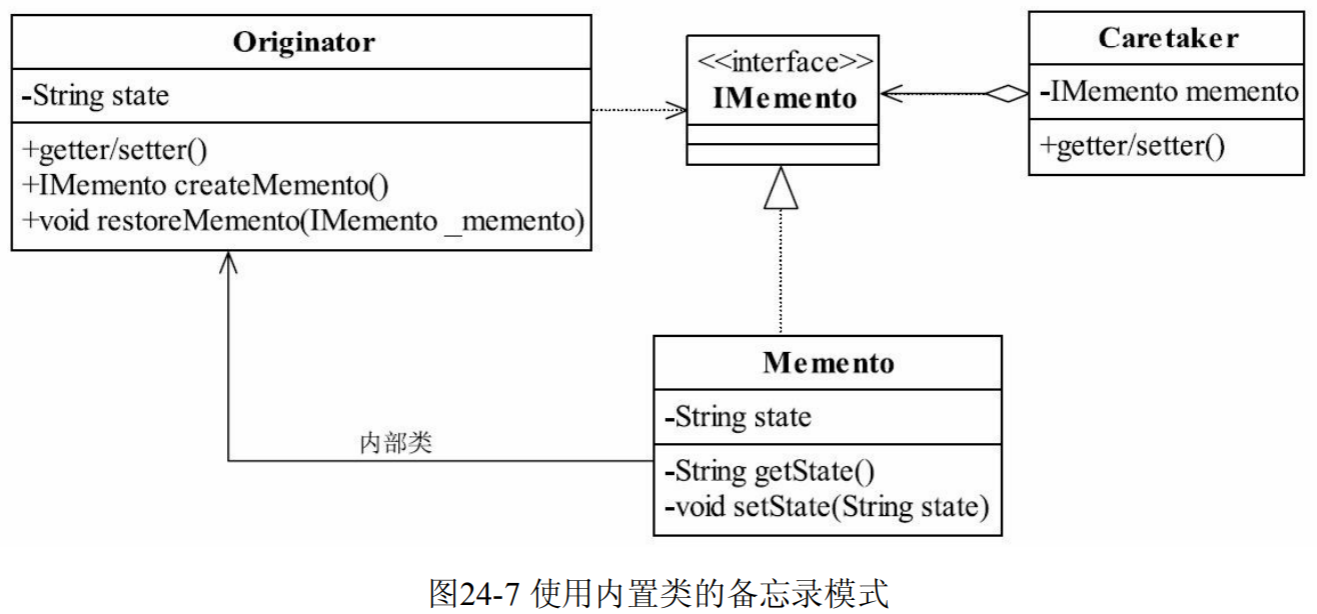 Originator
-String state
+getter/setter()
+IMemento createMemento()
+void restoreMemento(IMemento _memento)
<<interface>>
IMemento
Caretaker
-IMemento memento
+getter/setter()
内部类
Memento
-String state
-String getState()
-void setState(String state)
图24-7 使用内置类的备忘录模式